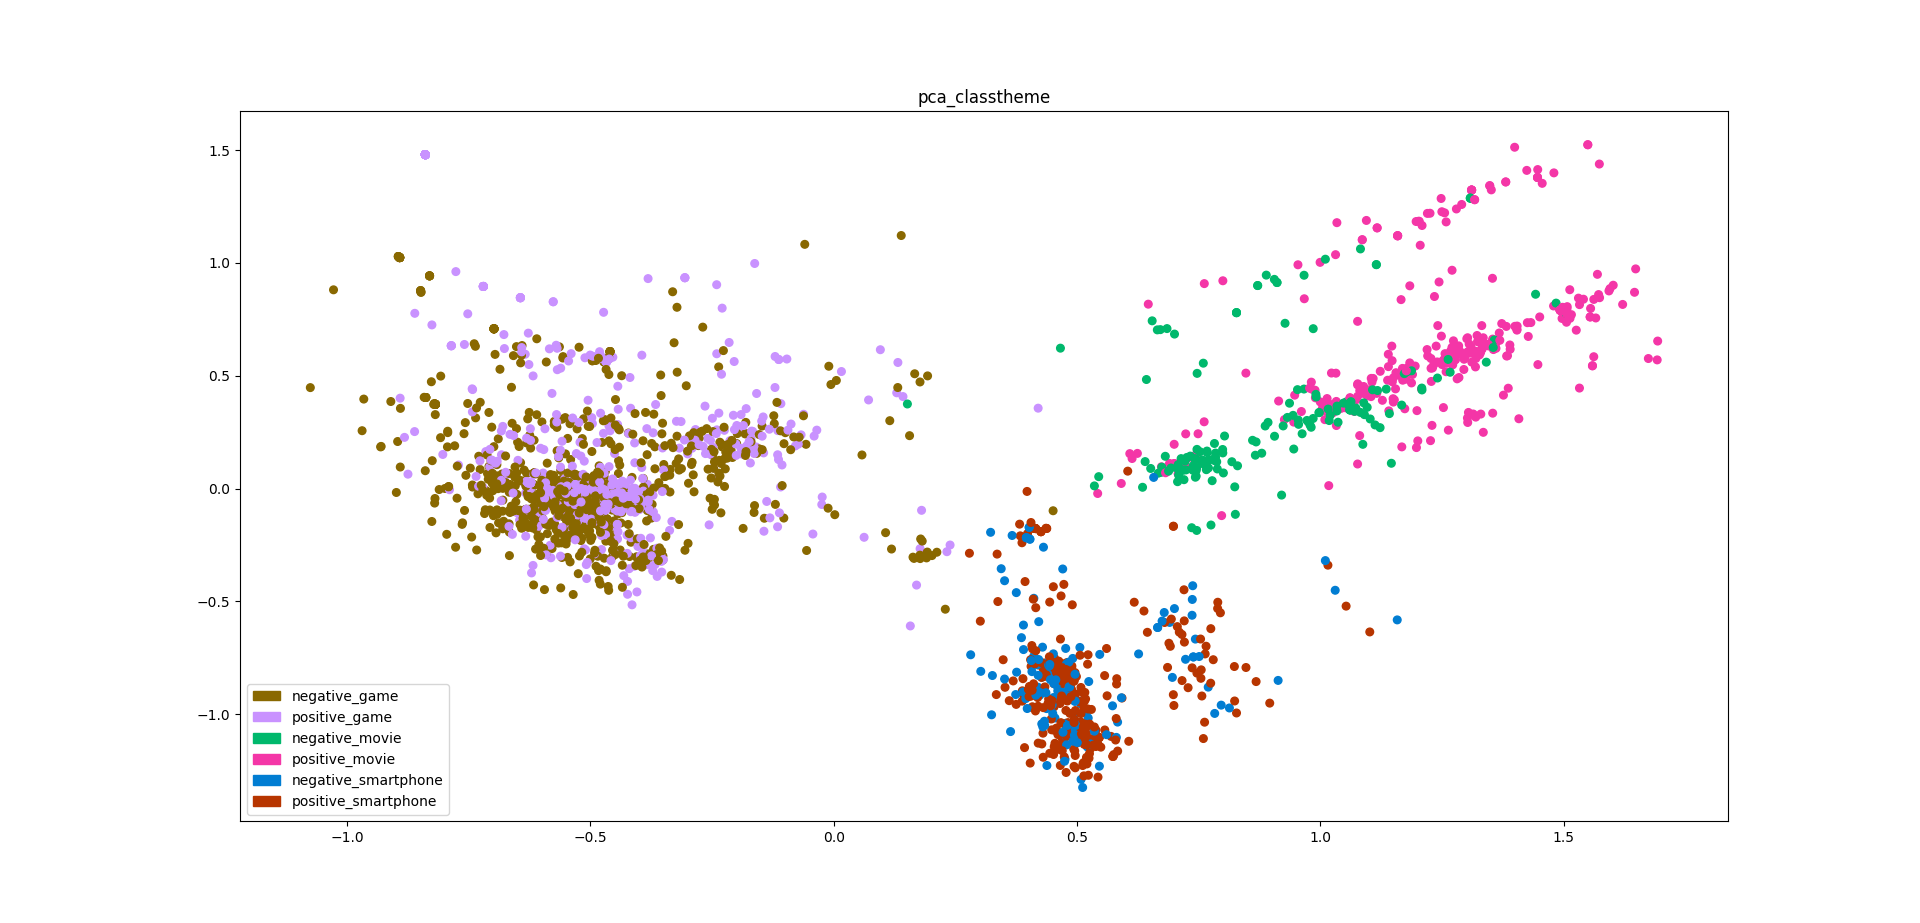 pca_classtheme
1.5
1.0
0.5
0.0
−0.5
−1.0
negative_game
positive_game
negative_movie
positive_movie
negative_smartphone
positive_smartphone
−1.0 −0.5 0.0 0.5 1.0 1.5